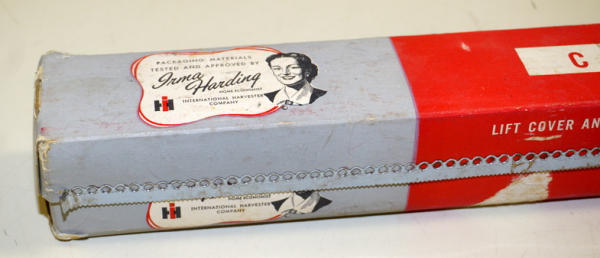 PACKAGING MATERIALS
TESTED AND APPROVED BY
Irma
Harding
HOME ECONOMIST
IH
INTERNATIONAL HARVESTER
COMPANY
C
LIFT COVER AN
HOME ECONOMIST
IH
INTERNATIONAL HARVESTER
COMPANY